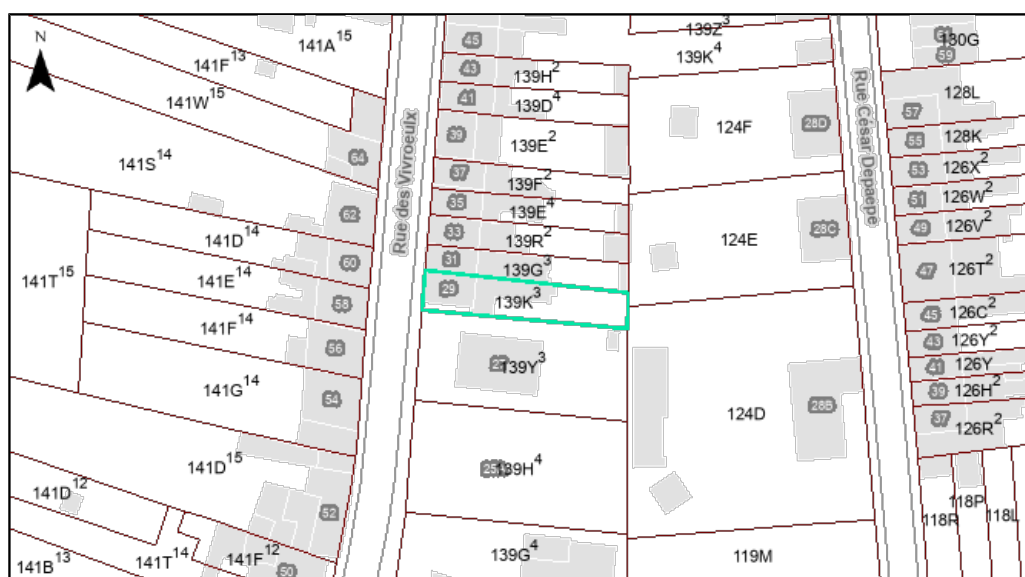 N
141A¹⁵
141F¹³
141W¹⁵
141S¹⁴
64
62
141D¹⁴
60
141T¹⁵
141E¹⁴
58
141F¹⁴
56
141G¹⁴
54
141D¹⁵
141D¹²
52
141T¹⁴
141F¹²
141B¹³
50
Rue des Vivroeulx
45
43
139H²
41
139D⁴
39
139E²
37
139F²
35
139E⁴
33
139R²
31
139G³
29
139K³
139Y³
139H⁴
139G⁴
139Z³
139K⁴
124F
28D
124E
28C
124D
28B
119M
Rue César Depaepe
130G
59
128L
57
55
128K
53
126X²
51
126W²
49
126V²
47
126T²
45
126C²
43
126Y²
41
126Y
39
126H²
37
126R²
118R
118P
118L